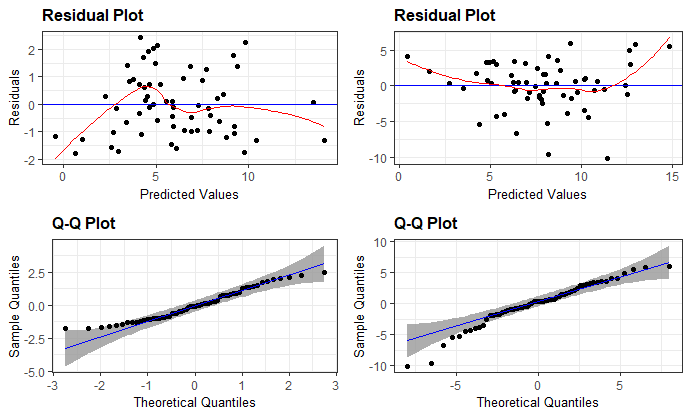 Residual Plot
Residuals
2
1
0
-1
-2
0
5
10
Predicted Values
Residual Plot
Residuals
5
0
-5
-10
0
5
10
15
Predicted Values
Q-Q Plot
Sample Quantiles
2.5
0.0
-2.5
-5.0
-3
-2
-1
0
1
2
3
Theoretical Quantiles
Q-Q Plot
Sample Quantiles
10
5
0
-5
-10
-5
0
5
Theoretical Quantiles